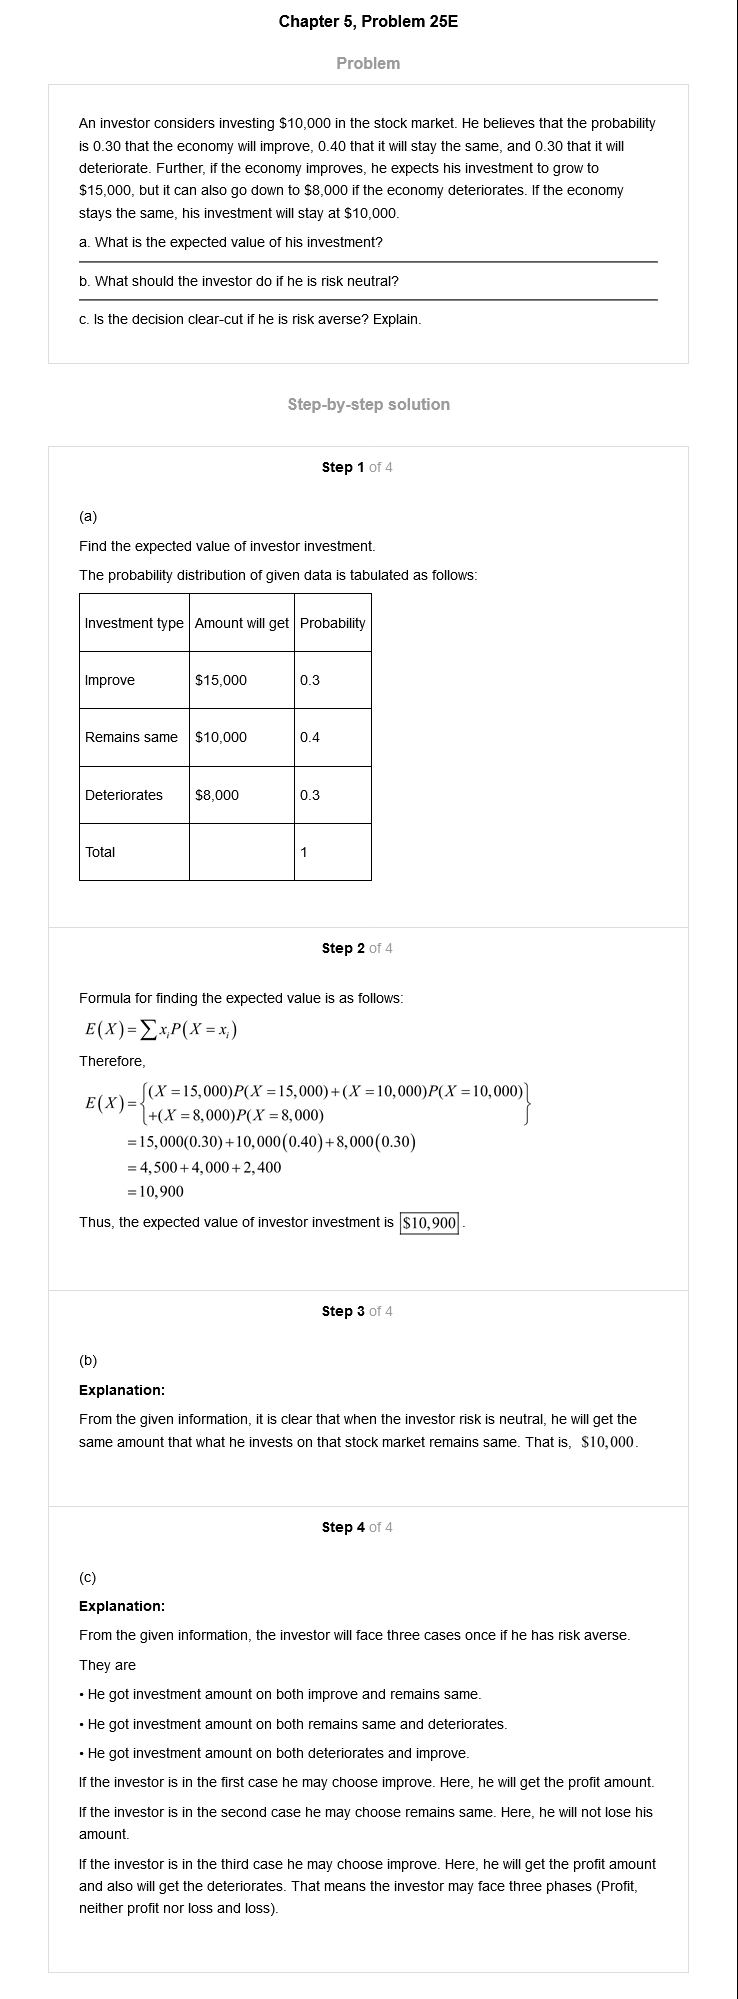 Chapter 5, Problem 25E
Problem
An investor considers investing $10,000 in the stock market. He believes that the probability
is 0.30 that the economy will improve, 0.40 that it will stay the same, and 0.30 that it will
deteriorate. Further, if the economy improves, he expects his investment to grow to
$15,000, but it can also go down to $8,000 if the economy deteriorates. If the economy
stays the same, his investment will stay at $10,000.
a. What is the expected value of his investment?
b. What should the investor do if he is risk neutral?
c. Is the decision clear-cut if he is risk averse? Explain.
Step-by-step solution
Step 1 of 4
(a)
Find the expected value of investor investment.
The probability distribution of given data is tabulated as follows:
Investment type Amount will get Probability
Improve $15,000 0.3
Remains same $10,000 0.4
Deteriorates $8,000 0.3
Total 1
Step 2 of 4
Formula for finding the expected value is as follows:
E(X)=∑xᵢP(X=xᵢ)
Therefore,
E(X)={(X=15,000)P(X=15,000)+(X=10,000)P(X=10,000)
+(X=8,000)P(X=8,000)}
=15,000(0.30)+10,000(0.40)+8,000(0.30)
=4,500+4,000+2,400
=10,900
Thus, the expected value of investor investment is $10,900.
Step 3 of 4
(b)
Explanation:
From the given information, it is clear that when the investor risk is neutral, he will get the
same amount that what he invests on that stock market remains same. That is, $10,000.
Step 4 of 4
(c)
Explanation:
From the given information, the investor will face three cases once if he has risk averse.
They are
• He got investment amount on both improve and remains same.
• He got investment amount on both remains same and deteriorates.
• He got investment amount on both deteriorates and improve.
If the investor is in the first case he may choose improve. Here, he will get the profit amount.
If the investor is in the second case he may choose remains same. Here, he will not lose his
amount.
If the investor is in the third case he may choose improve. Here, he will get the profit amount
and also will get the deteriorates. That means the investor may face three phases (Profit,
neither profit nor loss and loss).